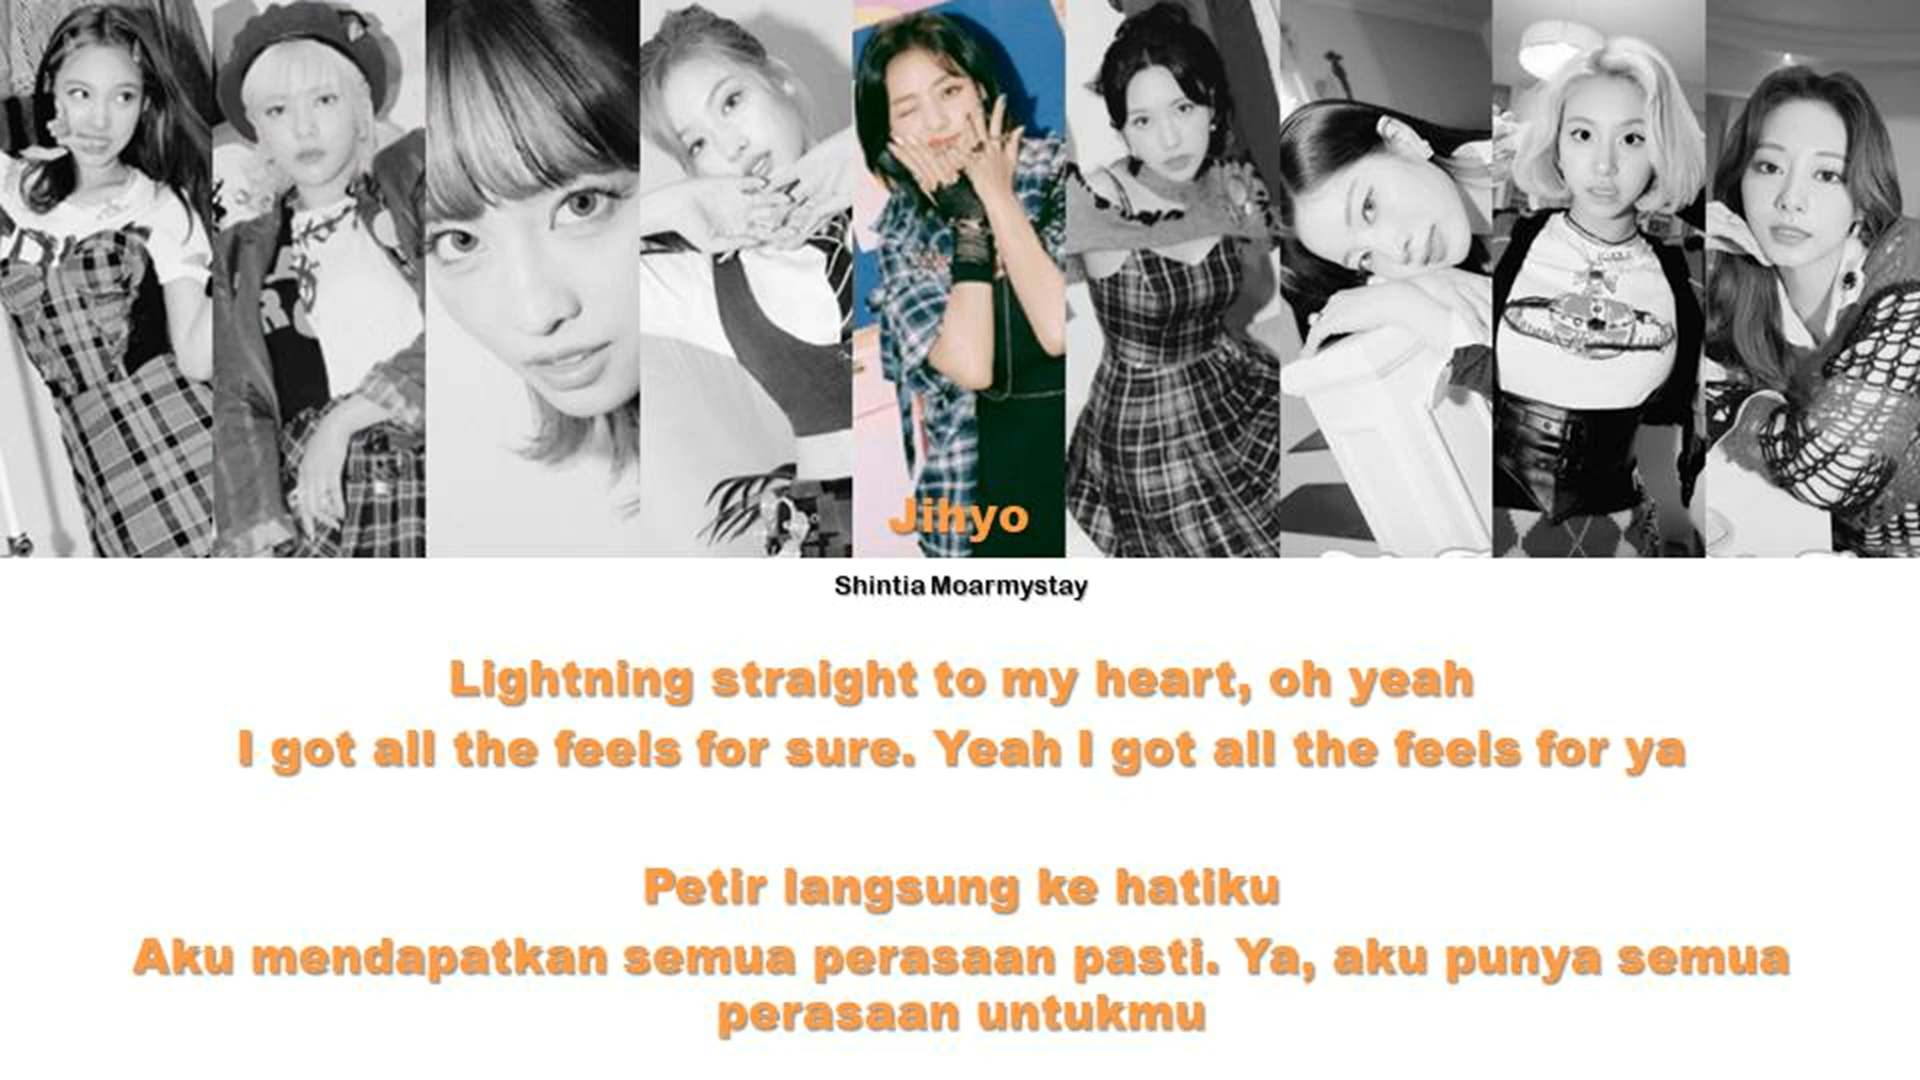 Jihyo
Shintia Moarmystay
Lightning straight to my heart, oh yeah
I got all the feels for sure. Yeah I got all the feels for ya
Petir langsung ke hatiku
Aku mendapatkan semua perasaan pasti. Ya, aku punya semua
perasaan untukmu